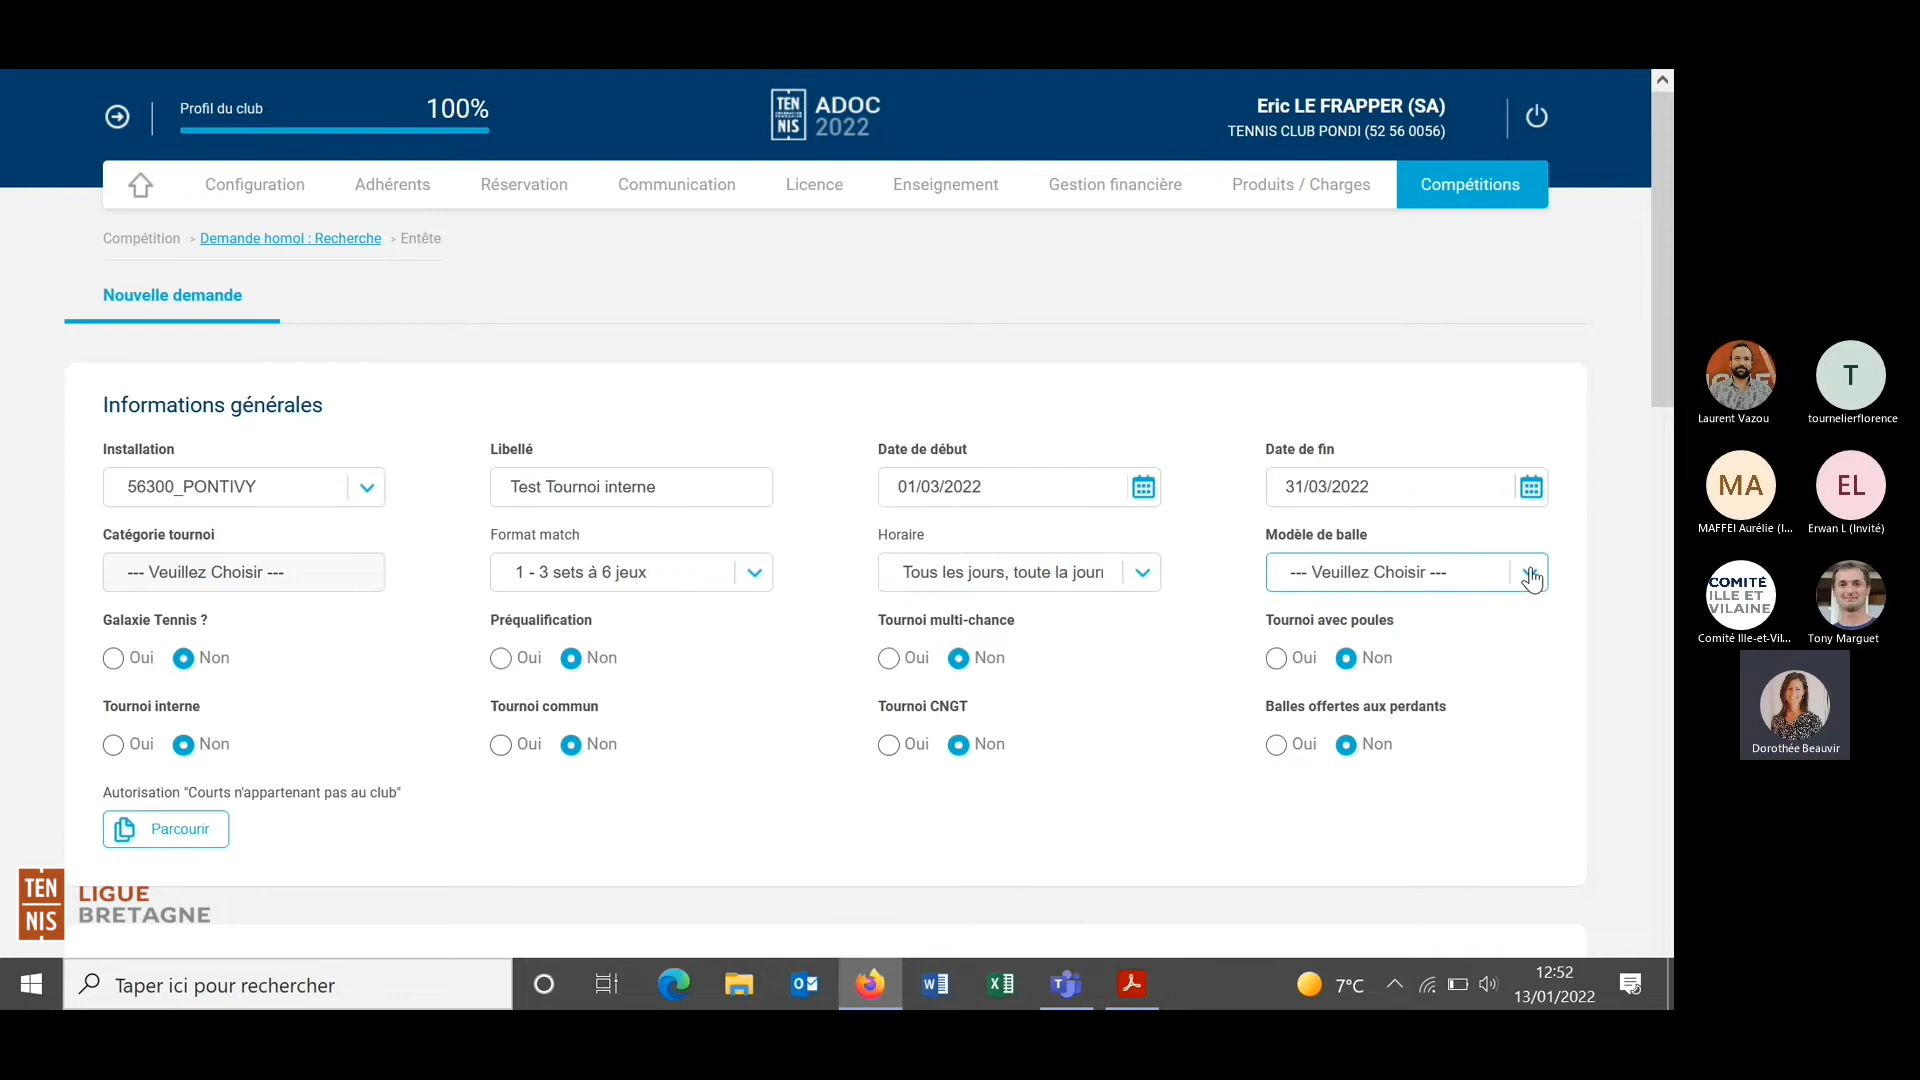 Profil du club 100%
TEN NIS ADOC 2022
Eric LE FRAPPER (SA)
TENNIS CLUB PONDI (52 56 0056)
Configuration Adhérents Réservation Communication Licence Enseignement Gestion financière Produits / Charges Compétitions
Compétition > Demande homol : Recherche > Entête
Nouvelle demande
Informations générales
Installation Libellé Date de début Date de fin
56300_PONTIVY Test Tournoi interne 01/03/2022 31/03/2022
Catégorie tournoi Format match Horaire Modèle de balle
--- Veuillez Choisir --- 1 - 3 sets à 6 jeux Tous les jours, toute la jour --- Veuillez Choisir ---
Galaxie Tennis ? Préqualification Tournoi multi-chance Tournoi avec poules
Oui Non Oui Non Oui Non Oui Non
Tournoi interne Tournoi commun Tournoi CNGT Balles offertes aux perdants
Oui Non Oui Non Oui Non Oui Non
Autorisation "Courts n'appartenant pas au club"
Parcourir
TEN NIS LIGUE BRETAGNE
Taper ici pour rechercher
7°C
12:52
13/01/2022
Laurent Vazou
T
tournelierflorence
MA
MAFFEI Aurélie (I...
EL
Erwan L (Invité)
COMITÉ ILLE ET VILAINE
Comité Ille-et-Vil...
Tony Marguet
Dorothée Beauvir